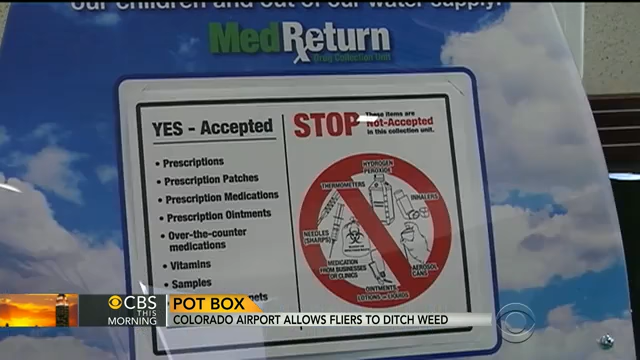 our children and out of our water supply.
MedReturn
Drug Collection Unit
YES - Accepted
• Prescriptions
• Prescription Patches
• Prescription Medications
• Prescription Ointments
• Over-the-counter
medications
• Vitamins
• Samples
ets
STOP
These items are
Not-Accepted
in this collection unit.
HYDROGEN
PEROXIDE
THERMOMETERS
INHALERS
NEEDLES
(SHARPS)
MEDICATION
FROM BUSINESSES
OR CLINICS
AEROSOL
CANS
OINTMENTS
LOTIONS - LIQUIDS
CBS
THIS
MORNING
POT BOX
COLORADO AIRPORT ALLOWS FLIERS TO DITCH WEED